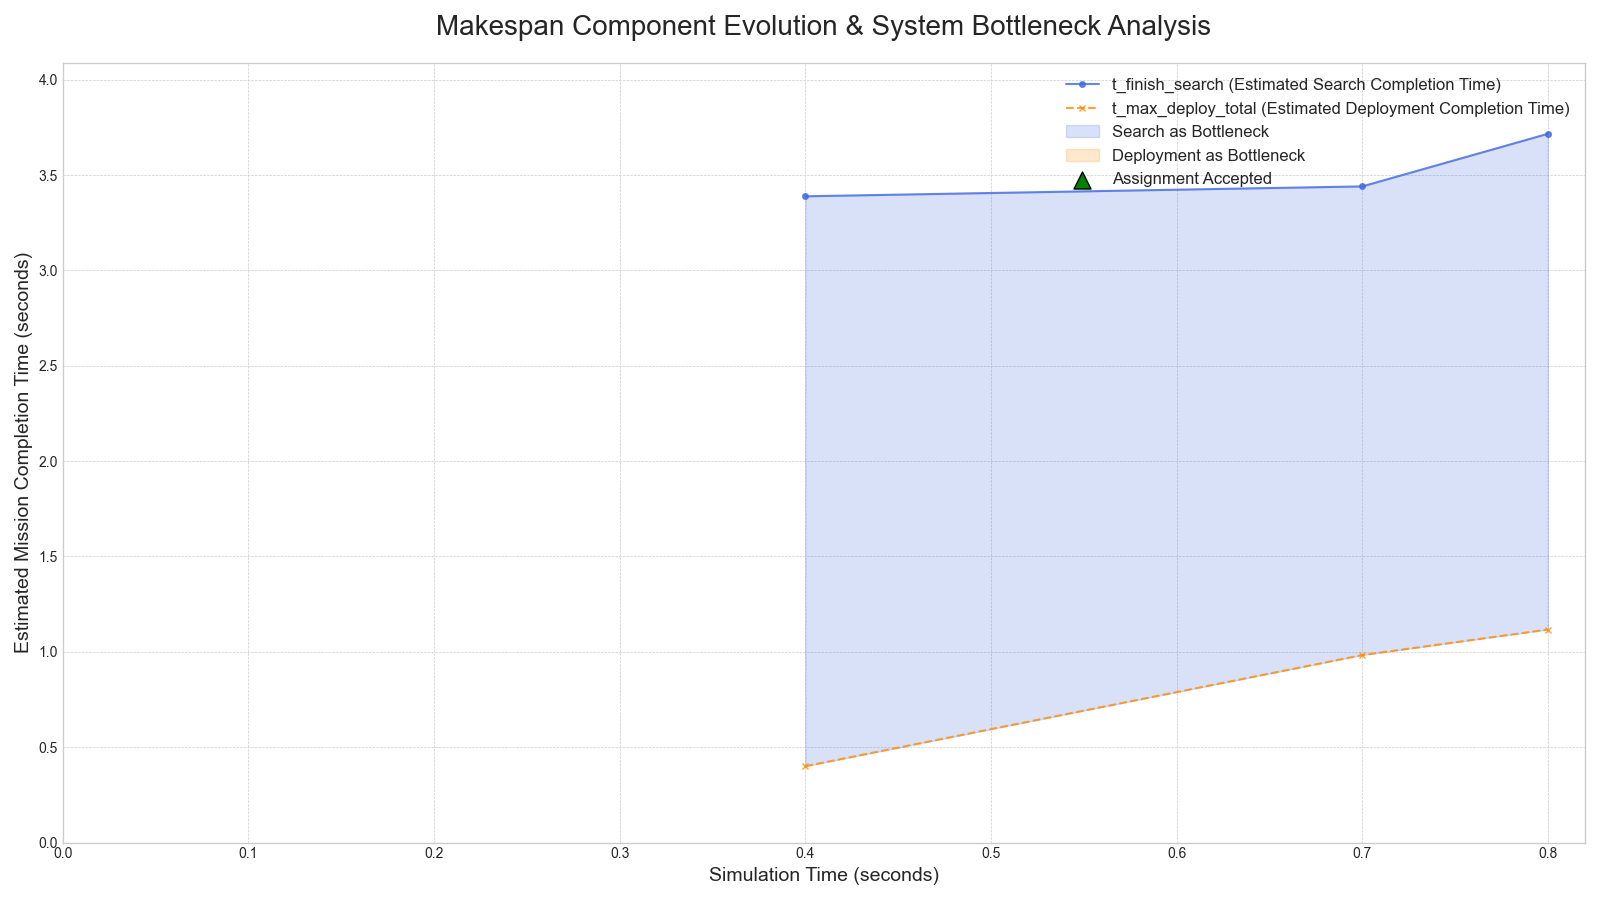 Makespan Component Evolution & System Bottleneck Analysis
t_finish_search (Estimated Search Completion Time)
t_max_deploy_total (Estimated Deployment Completion Time)
Search as Bottleneck
Deployment as Bottleneck
Assignment Accepted
Estimated Mission Completion Time (seconds)
4.0
3.5
3.0
2.5
2.0
1.5
1.0
0.5
0.0
0.0 0.1 0.2 0.3 0.4 0.5 0.6 0.7 0.8
Simulation Time (seconds)